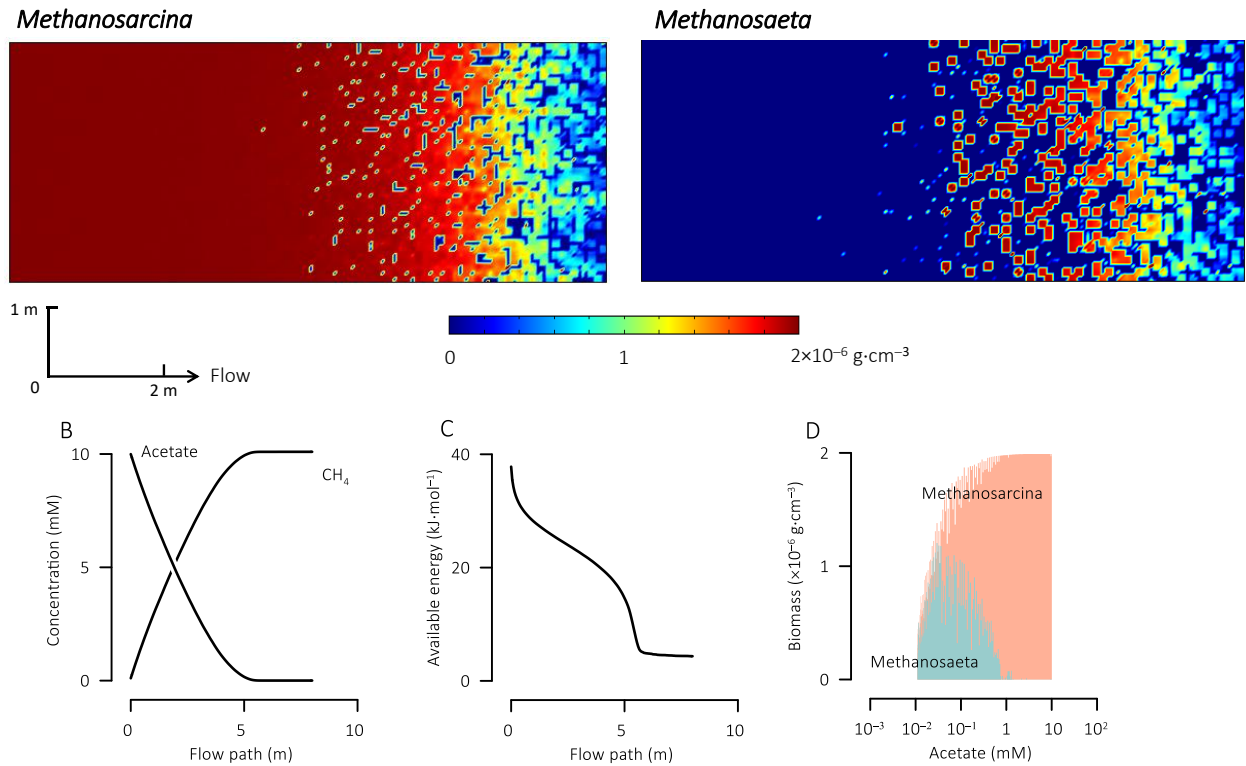 Methanosarcina
Methanosaeta
1 m
0
2 m
Flow
0
1
2×10⁻⁶ g·cm⁻³
B
Acetate
CH₄
10
5
0
Concentration (mM)
0
5
10
Flow path (m)
C
40
20
0
Available energy (kJ·mol⁻¹)
0
5
10
Flow path (m)
D
2
1
0
Biomass (×10⁻⁶ g·cm⁻³)
Methanosarcina
Methanosaeta
10⁻³
10⁻²
10⁻¹
1
10
10²
Acetate (mM)